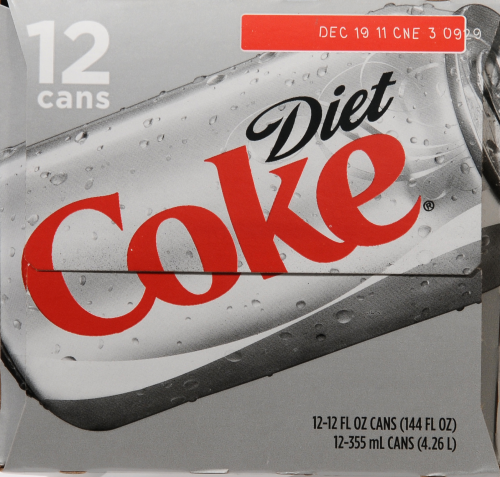 12
cans
DEC 19 11 CNE 3 0929
Diet
Coke®
12-12 FL OZ CANS (144 FL OZ)
12-355 mL CANS (4.26 L)